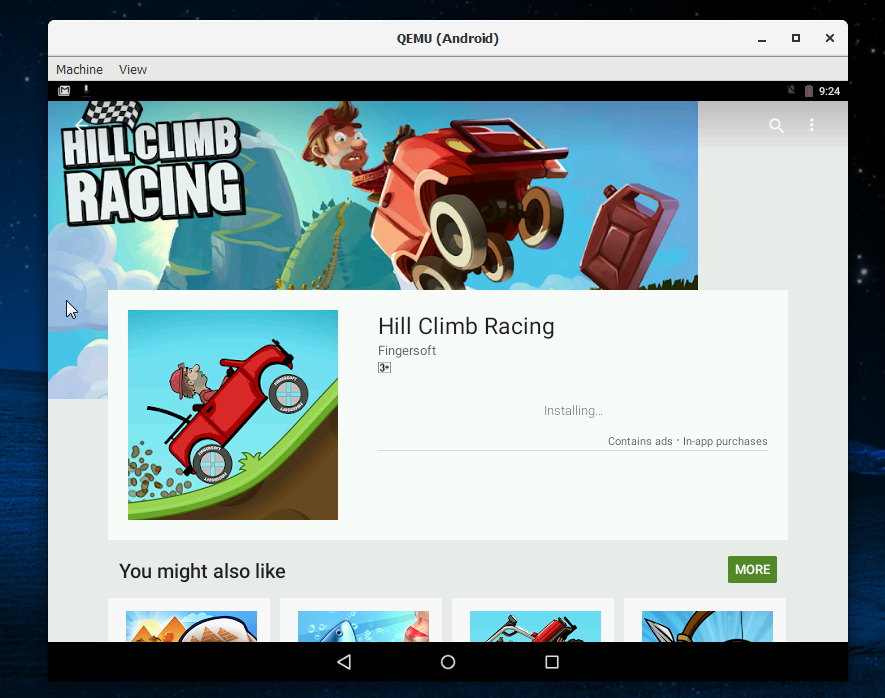 QEMU (Android)
Machine View
9:24
HILL CLIMB
RACING
Hill Climb Racing
Fingersoft
3+
Installing...
Contains ads · In-app purchases
You might also like
MORE